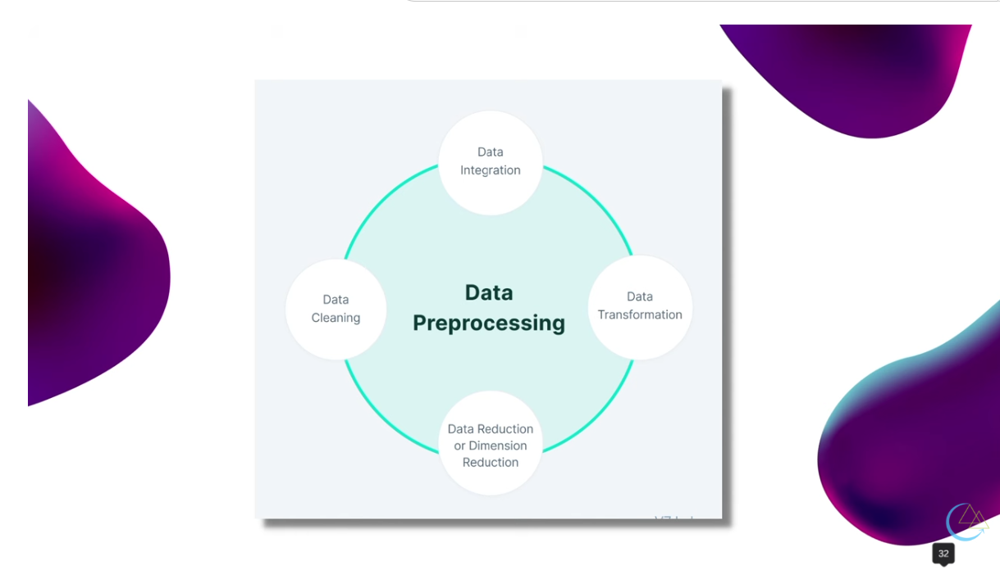 Data
Integration
Data
Cleaning
Data
Preprocessing
Data
Transformation
Data Reduction
or Dimension
Reduction
32